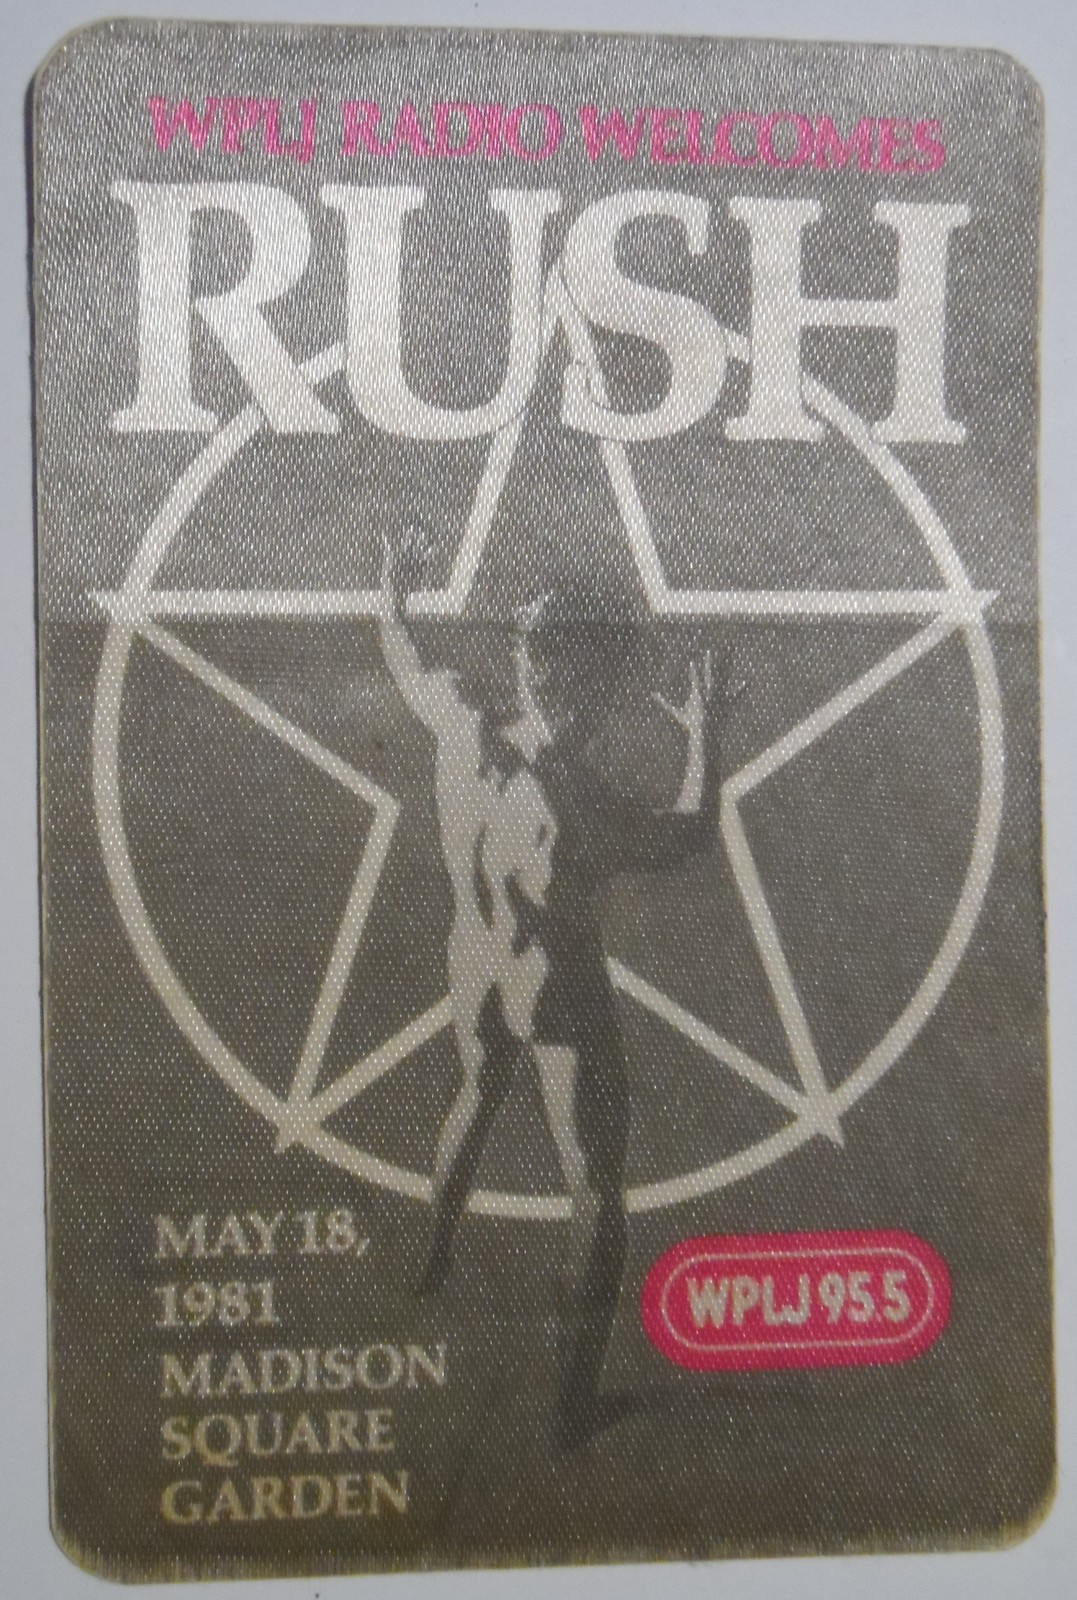 WPLJ RADIO WELCOMES
RUSH
MAY 18,
1981
MADISON
SQUARE
GARDEN
WPLJ 95.5